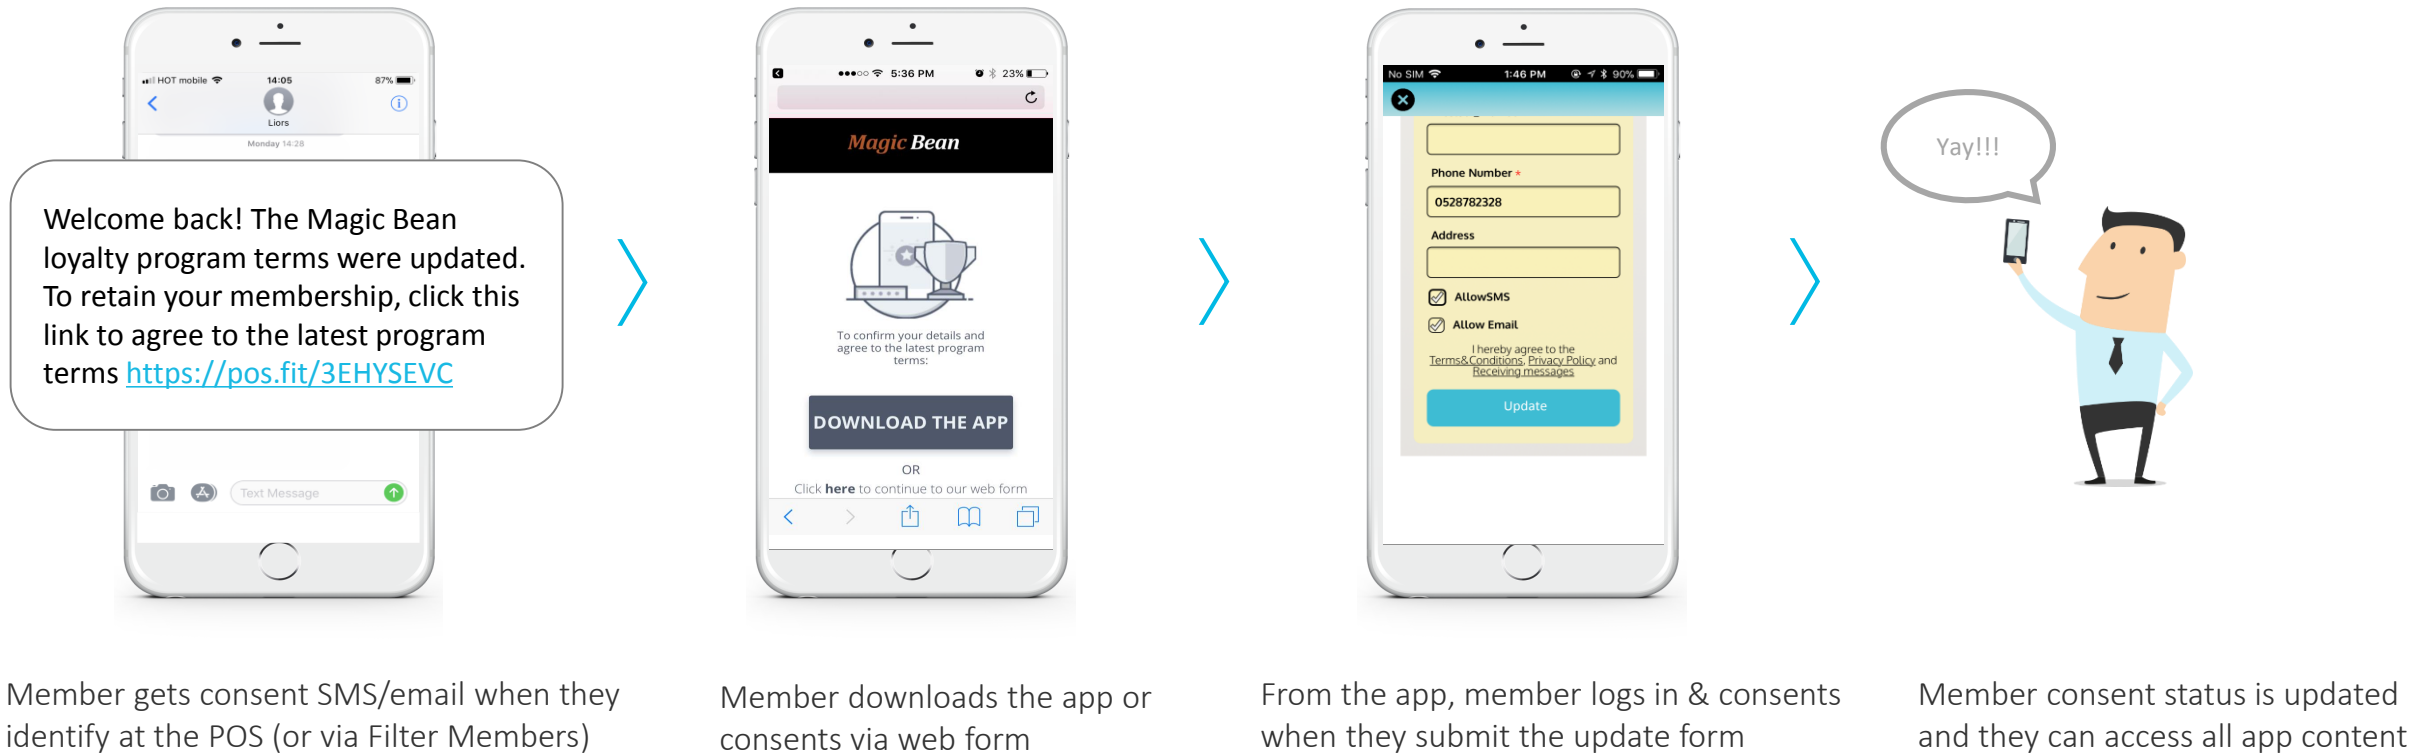 HOT mobile 14:05 87%
Liors
Monday 14:28
Welcome back! The Magic Bean
loyalty program terms were updated.
To retain your membership, click this
link to agree to the latest program
terms https://pos.fit/3EHYSEVC
Text Message
Member gets consent SMS/email when they
identify at the POS (or via Filter Members)
5:36 PM 23%
Magic Bean
To confirm your details and
agree to the latest program
terms:
DOWNLOAD THE APP
OR
Click here to continue to our web form
Member downloads the app or
consents via web form
No SIM 1:46 PM 90%
Phone Number *
0528782328
Address
AllowSMS
Allow Email
I hereby agree to the
Terms&Conditions, Privacy Policy and
Receiving messages
Update
From the app, member logs in & consents
when they submit the update form
Yay!!!
Member consent status is updated
and they can access all app content